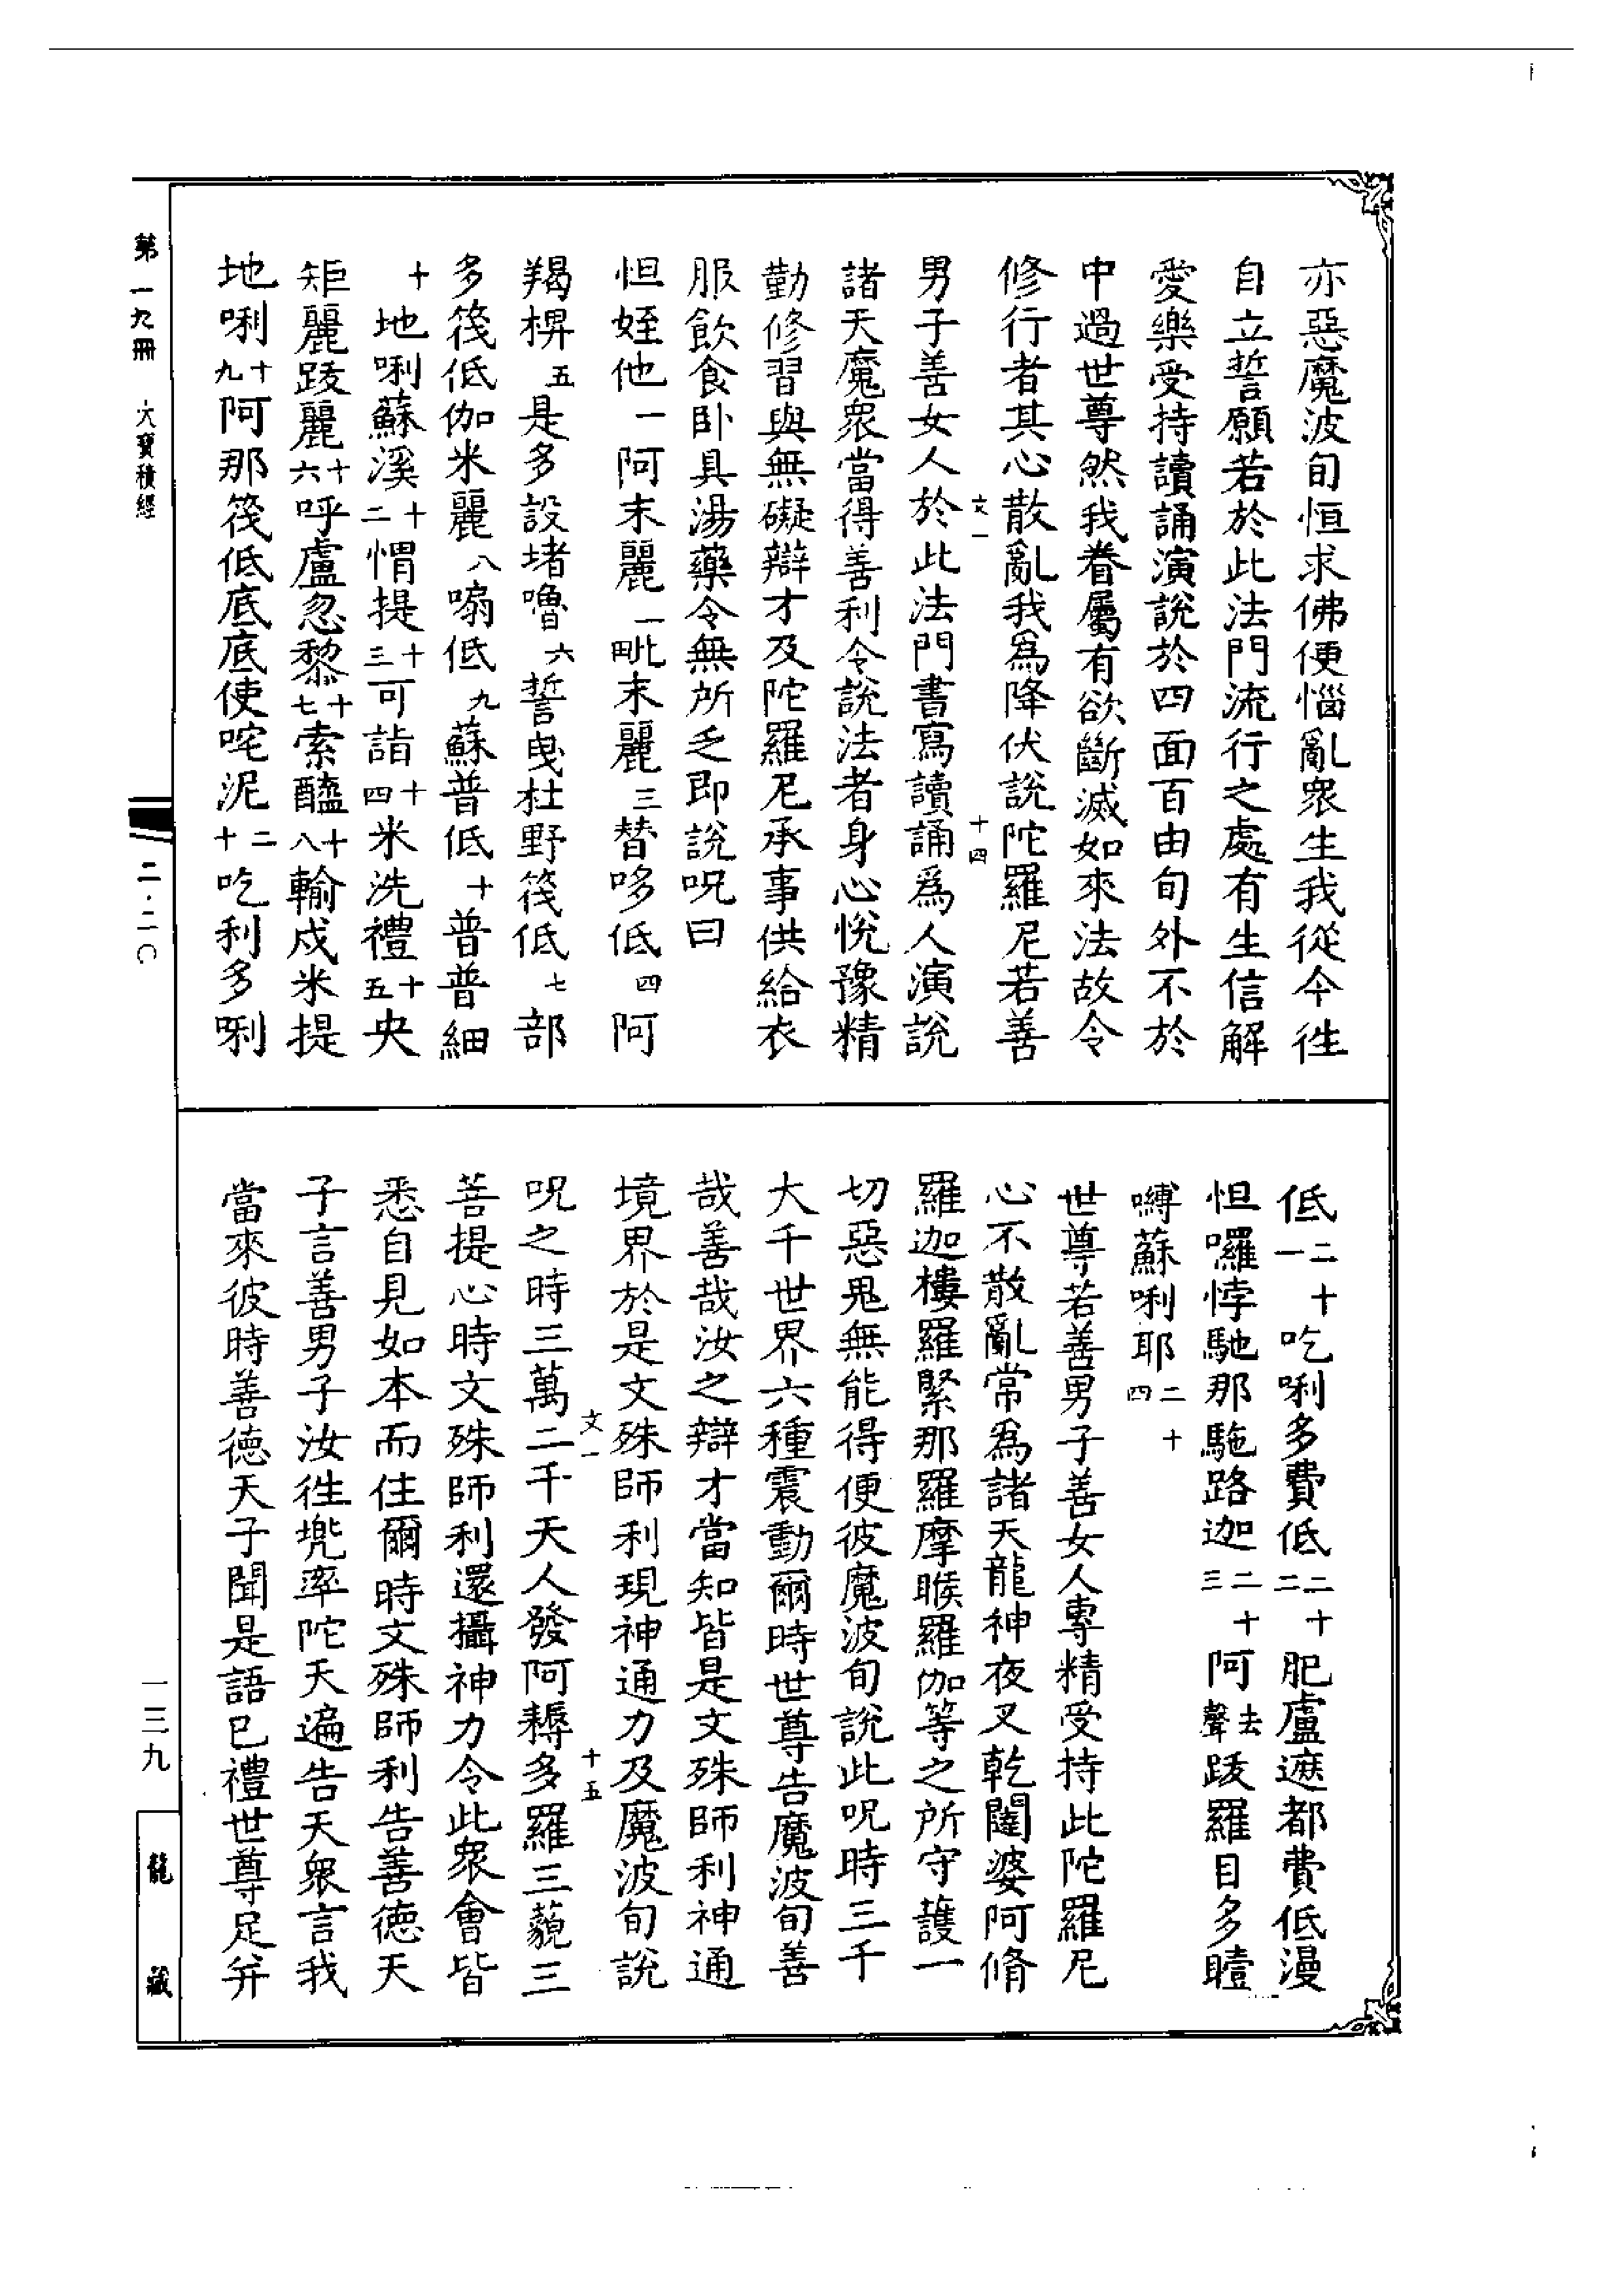 亦惡魔波旬恒求佛便惱亂衆生我從今徃
自立誓願若於此法門流行之處有生信解
愛樂受持讀誦演說於四面百由旬外不於
中過世尊然我眷屬有欲斷滅如來法故令
修行者其心散亂我爲降伏說陀羅尼若善
文一
十四
男子善女人於此法門書寫讀誦爲人演說
諸天魔衆當得善利令說法者身心悅豫精
勤修習與無礙辯才及陀羅尼承事供給衣
服飲食卧具湯藥令無所乏即說呪曰
怛姪他一阿末麗二毗末麗三替哆低四阿
羯椑五是多設堵嚕六誓曳杜野筏低七部
多筏低伽米麗八嗍低九蘇普低十普普細
十地唎蘇溪十二愲提十三可詣十四米洗禮十五央
矩麗跋麗十六呼盧忽黎十七索醯十八輸戍米提
地唎十九阿那筏低底底使咤泥二十吃利多唎
低二十一吃唎多費低二十二肥盧遮都費低漫
怛囉悖馳那馳路迦二十三阿去聲跋羅目多曀
嚩蘇唎耶二十四
世尊若善男子善女人專精受持此陀羅尼
心不散亂常爲諸天龍神夜叉乾闥婆阿脩
羅迦樓羅緊那羅摩睺羅伽等之所守護一
切惡鬼無能得便彼魔波旬說此呪時三千
大千世界六種震動爾時世尊告魔波旬善
哉善哉汝之辯才當知皆是文殊師利神通
境界於是文殊師利現神通力及魔波旬說
文一
十五
呪之時三萬二千天人發阿耨多羅三藐三
菩提心時文殊師利還攝神力令此衆會皆
悉自見如本而住爾時文殊師利告善德天
子言善男子汝徃兠率陀天遍告天衆言我
當來彼時善德天子聞是語已禮世尊足并
第一九冊 大寶積經
二·二〇
一三九
龍藏